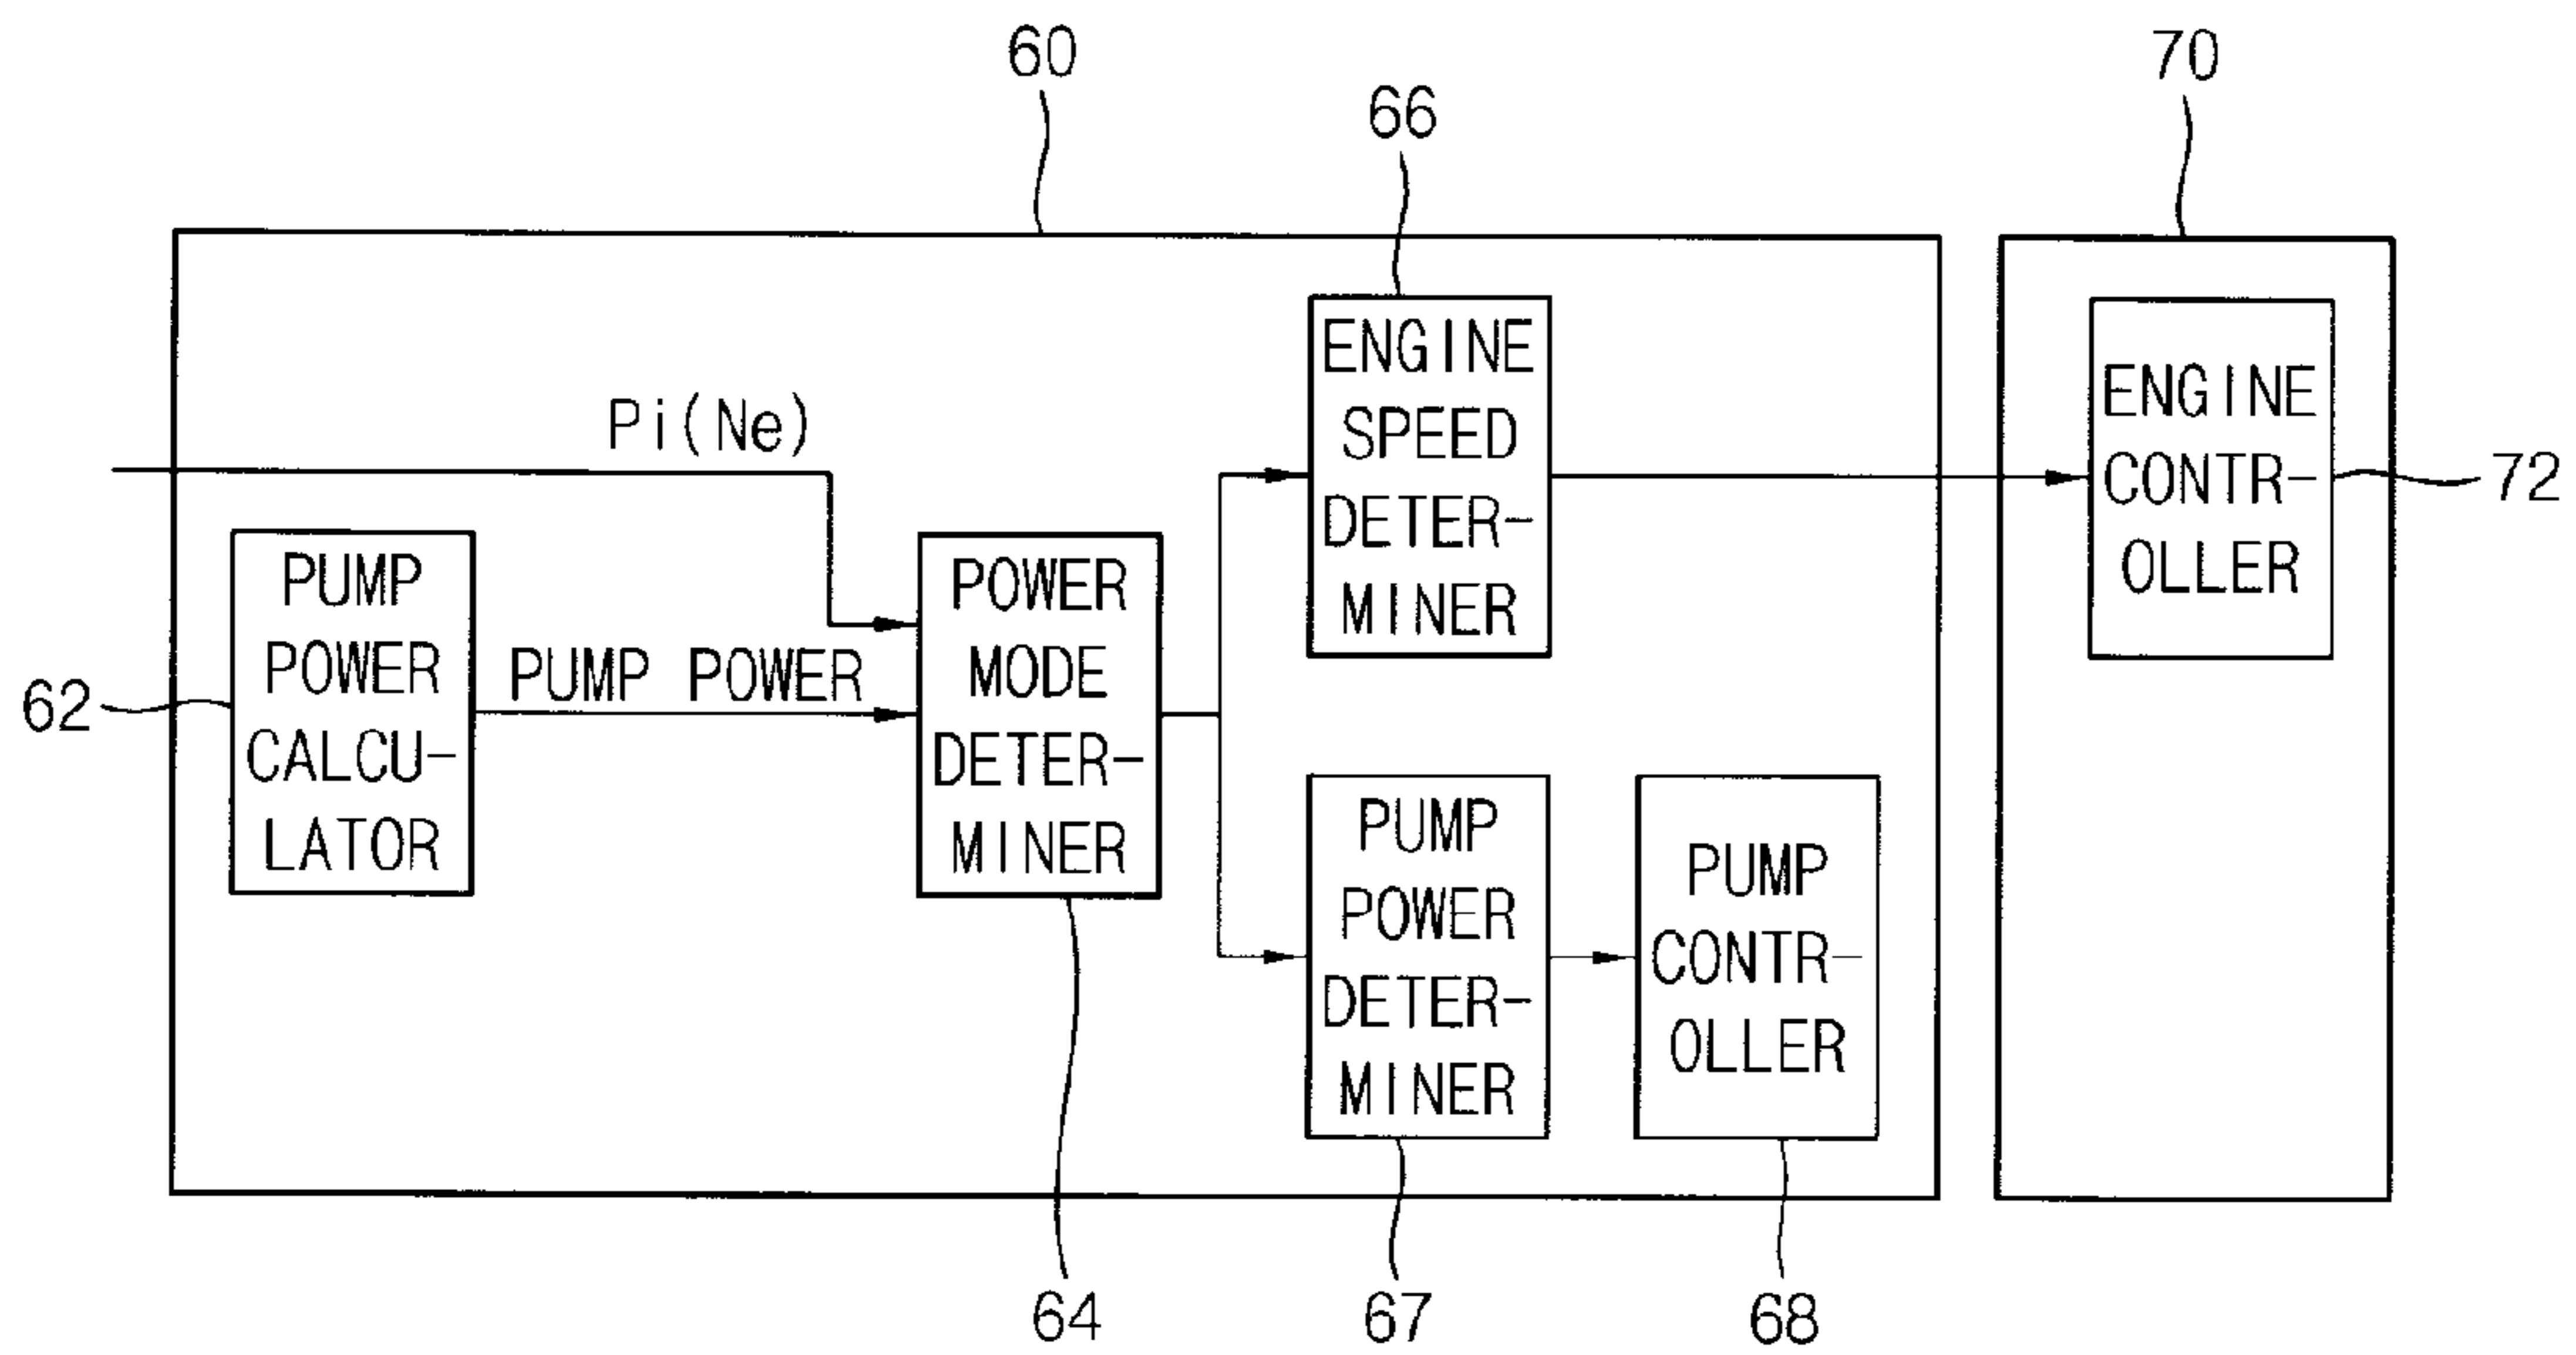 60
70
66
Pi(Ne)
ENGINE
SPEED
DETER-
MINER
ENGINE
CONTR-
OLLER
72
PUMP
POWER
CALCU-
LATOR
62
PUMP POWER
POWER
MODE
DETER-
MINER
PUMP
POWER
DETER-
MINER
PUMP
CONTR-
OLLER
64
67
68